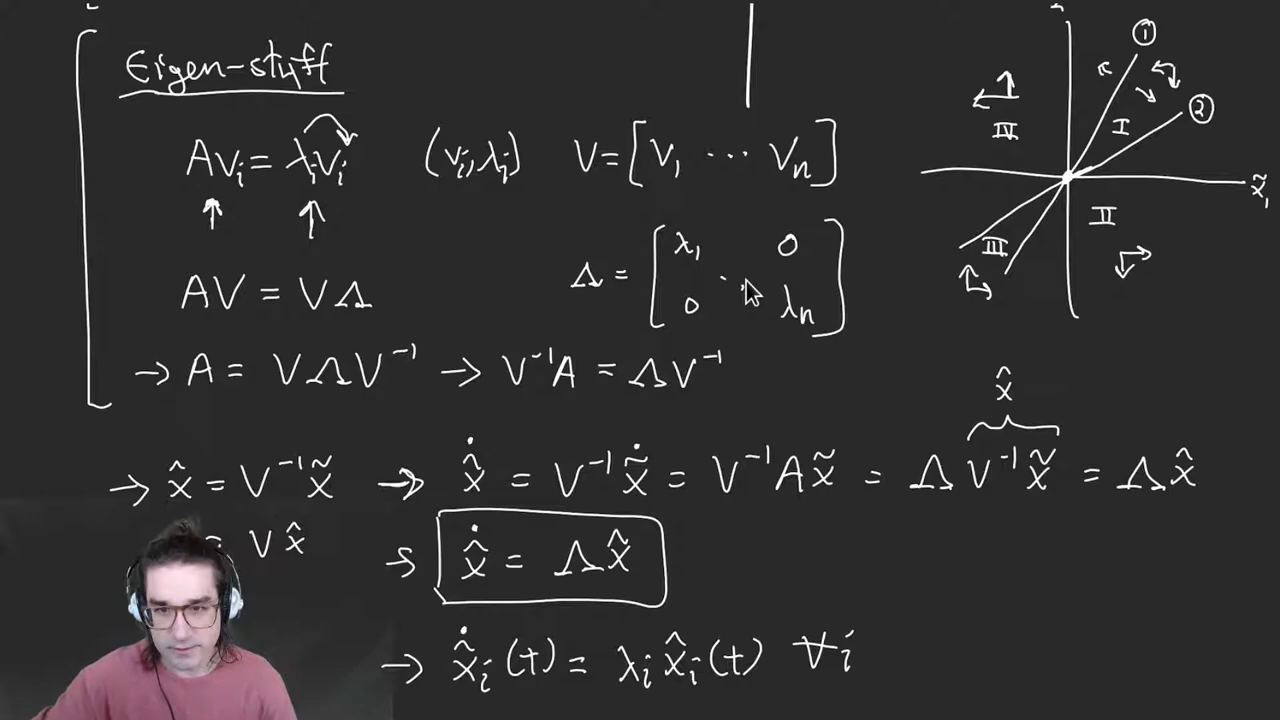 Eigen-stuff
Avᵢ = λᵢvᵢ (vᵢ, λᵢ) V = [V₁ ⋯ Vₙ]
AV = VΛ Λ = [λ₁ 0
⋱
0 λₙ]
→ A = VΛV⁻¹ → V⁻¹A = ΛV⁻¹
①
②
I
IV
x̃₁
II
III
x̂
→ x̂ = V⁻¹x̃ → x̂̇ = V⁻¹x̃̇ = V⁻¹Ax̃ = ΛV⁻¹x̃ = Λx̂
= Vx̂
→ x̂̇ = Λx̂
→ x̂̇ᵢ(t) = λᵢx̂ᵢ(t) ∀i